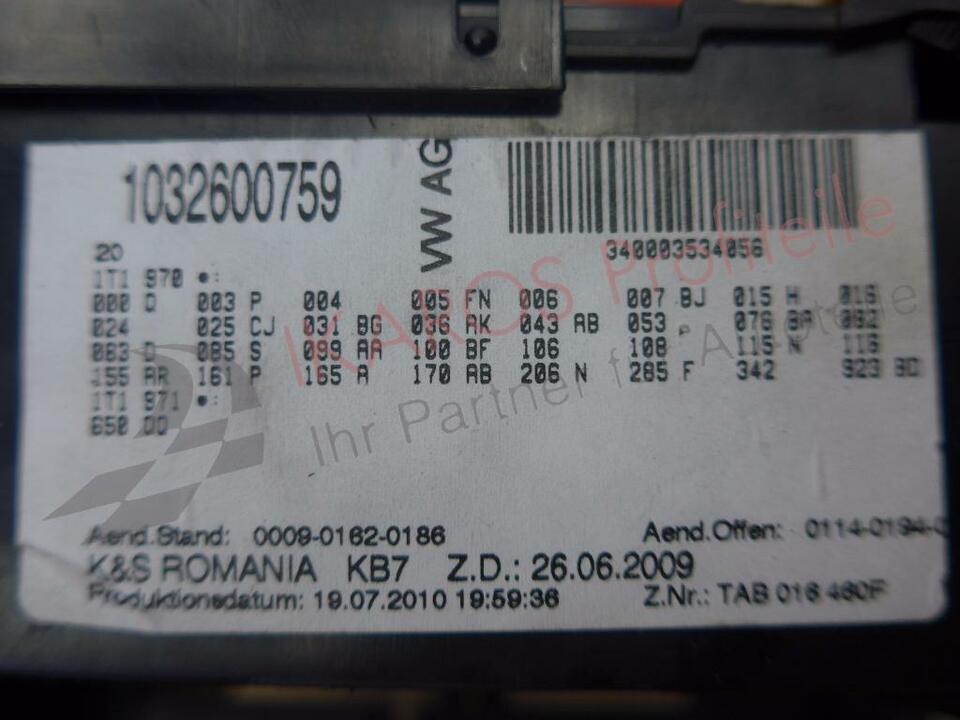 1032600759
VW AG
340003534056
20
1T1 970 •:
000 D 003 P 004 005 FN 006 007 BJ 015 H 016
024 025 CJ 031 BG 036 AK 043 AB 053 076 BA 082
083 D 085 S 099 AA 100 BF 106 108 115 N 116
155 AR 161 P 165 A 170 AB 206 N 285 F 342 923 BD
1T1 971 •:
650 DD
IKAROS Profiteile
Ihr Partner für Autoteile
Aend.Stand: 0009-0162-0186 Aend.Offen: 0114-0194-0
K&S ROMANIA KB7 Z.D.: 26.06.2009
Produktionsdatum: 19.07.2010 19:59:36 Z.Nr.: TAB 016 460F